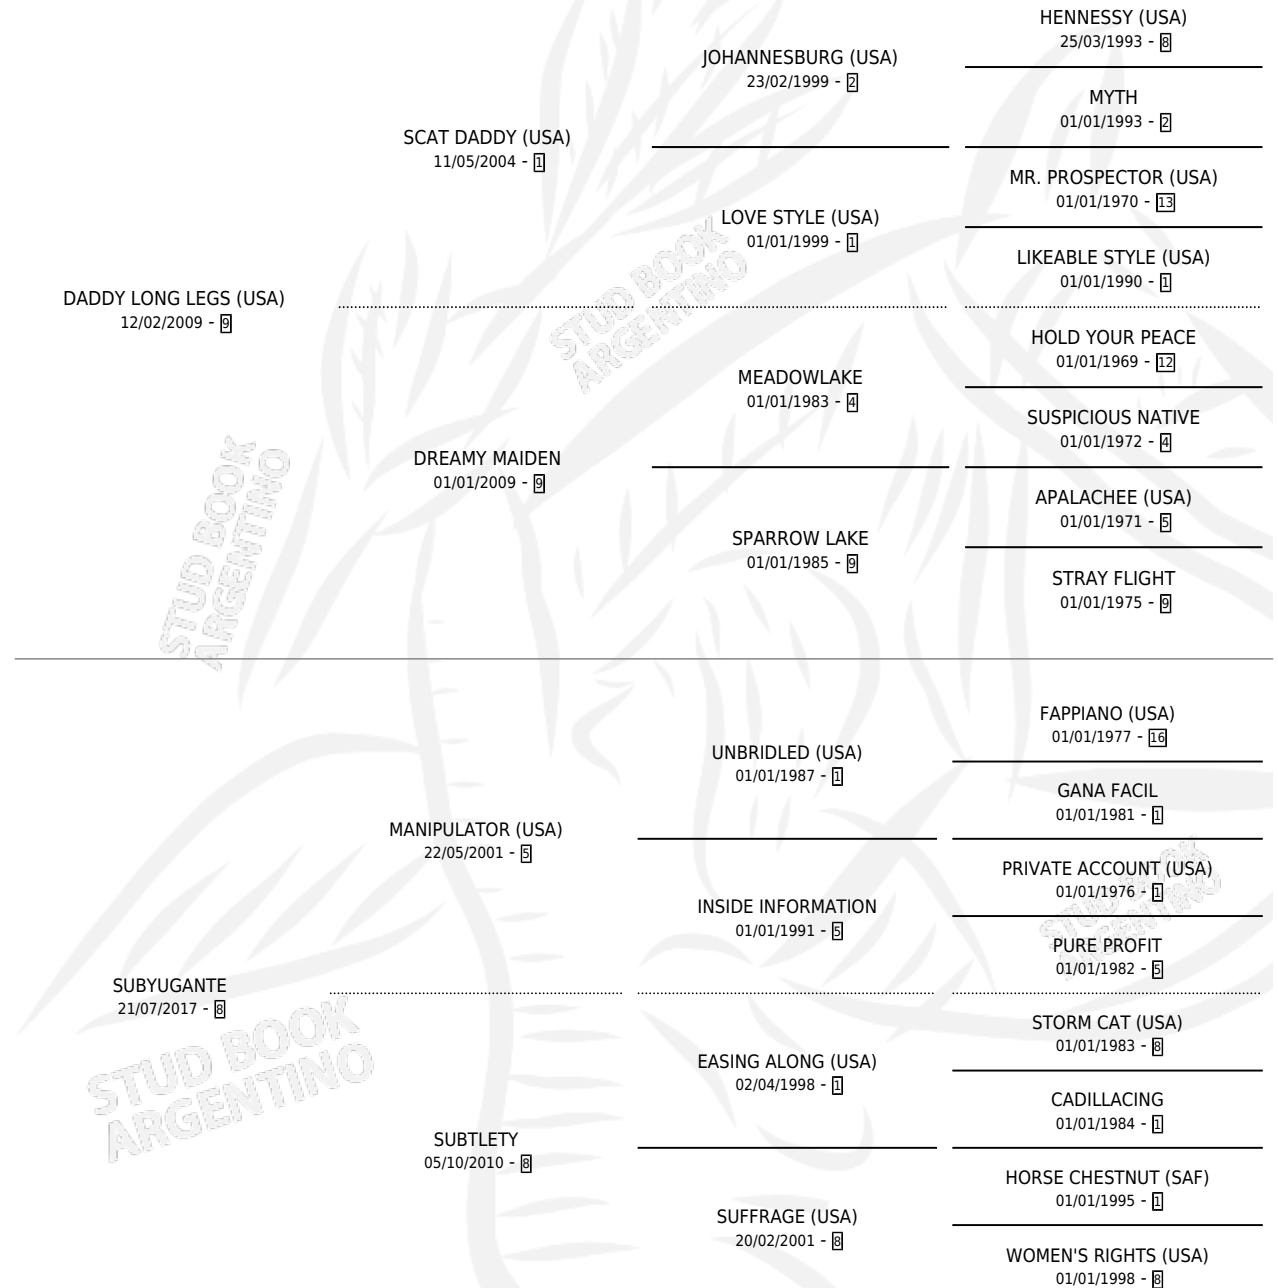 HENNESSY (USA)
25/03/1993 - 8
JOHANNESBURG (USA)
23/02/1999 - 2
MYTH
01/01/1993 - 2
SCAT DADDY (USA)
11/05/2004 - 1
MR. PROSPECTOR (USA)
01/01/1970 - 13
LOVE STYLE (USA)
01/01/1999 - 1
LIKEABLE STYLE (USA)
01/01/1990 - 1
DADDY LONG LEGS (USA)
12/02/2009 - 9
STUD BOOK
ARGENTINO
HOLD YOUR PEACE
01/01/1969 - 12
MEADOWLAKE
01/01/1983 - 4
SUSPICIOUS NATIVE
01/01/1972 - 4
DREAMY MAIDEN
01/01/2009 - 9
STUD BOOK
ARGENTINO
APALACHEE (USA)
01/01/1971 - 5
SPARROW LAKE
01/01/1985 - 9
STRAY FLIGHT
01/01/1975 - 9
FAPPIANO (USA)
01/01/1977 - 16
UNBRIDLED (USA)
01/01/1987 - 1
GANA FACIL
01/01/1981 - 1
MANIPULATOR (USA)
22/05/2001 - 5
PRIVATE ACCOUNT (USA)
01/01/1976 - 1
STUD BOOK
ARGENTINO
INSIDE INFORMATION
01/01/1991 - 5
PURE PROFIT
01/01/1982 - 5
SUBYUGANTE
21/07/2017 - 8
STUD BOOK
ARGENTINO
STORM CAT (USA)
01/01/1983 - 8
EASING ALONG (USA)
02/04/1998 - 1
CADILLACING
01/01/1984 - 1
SUBTLETY
05/10/2010 - 8
HORSE CHESTNUT (SAF)
01/01/1995 - 1
SUFFRAGE (USA)
20/02/2001 - 8
WOMEN'S RIGHTS (USA)
01/01/1998 - 8